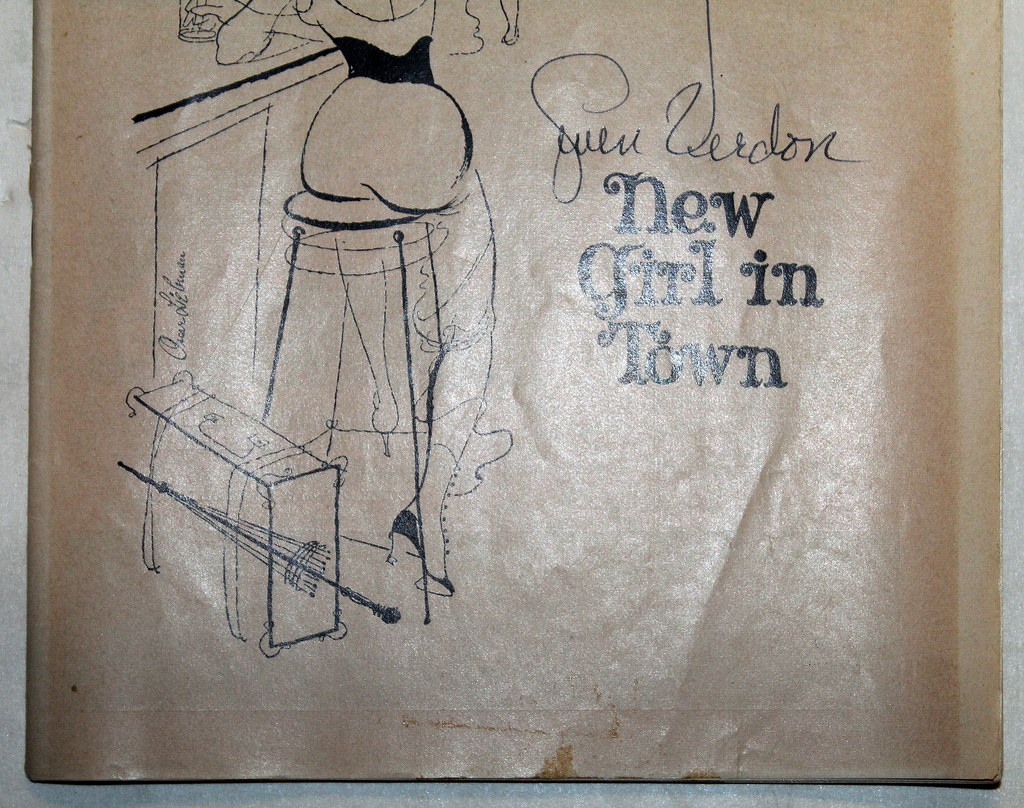 Gwen Verdon
New
Girl in
Town